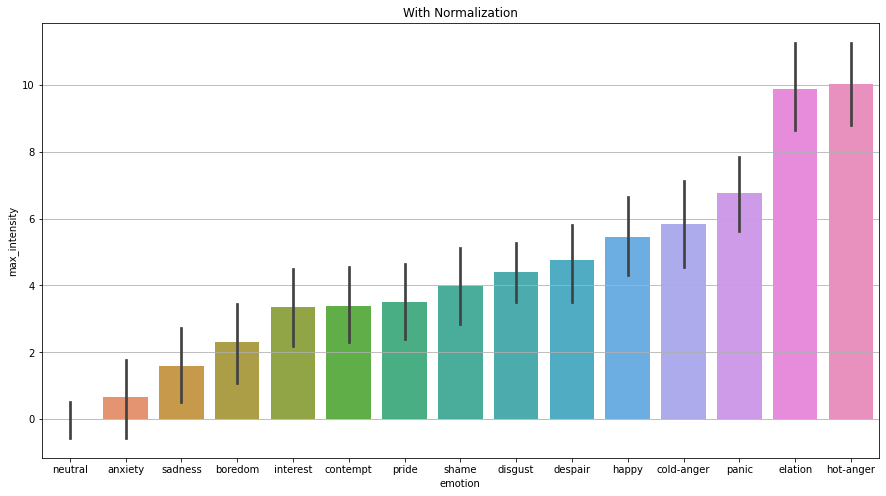 With Normalization
max_intensity
10
8
6
4
2
0
neutral anxiety sadness boredom interest contempt pride shame disgust despair happy cold-anger panic elation hot-anger
emotion